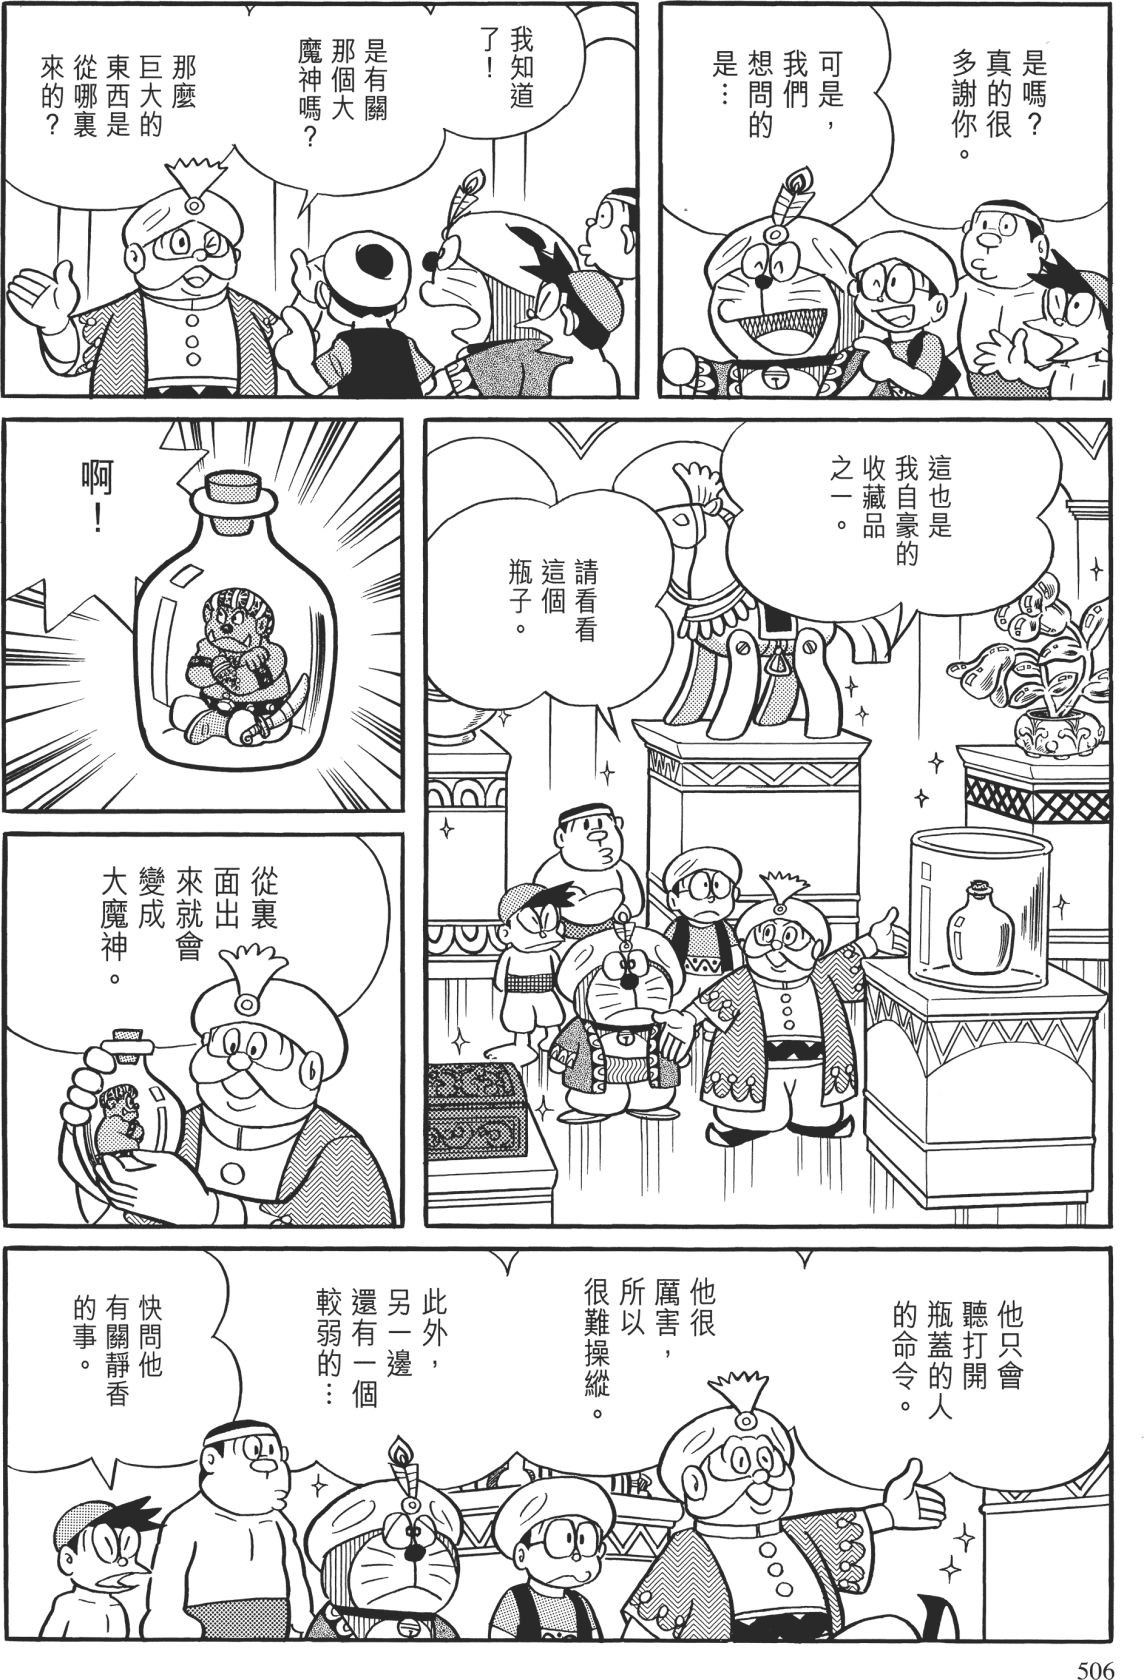 是嗎?
真的很
多謝你。
可是,
我們
想問的
是…
我知道
了!
是有關
那個大
魔神嗎?
那麼
巨大的
東西是
從哪裏
來的?
這也是
我自豪的
收藏品
之一。
請看看
這個
瓶子。
啊!
從裏
面出
來就會
變成
大魔神。
他只會
聽打開
瓶蓋的人
的命令。
他很
厲害,
所以
很難操縱。
此外,
另一邊
還有一個
較弱的…
快問他
有關靜香
的事。
506